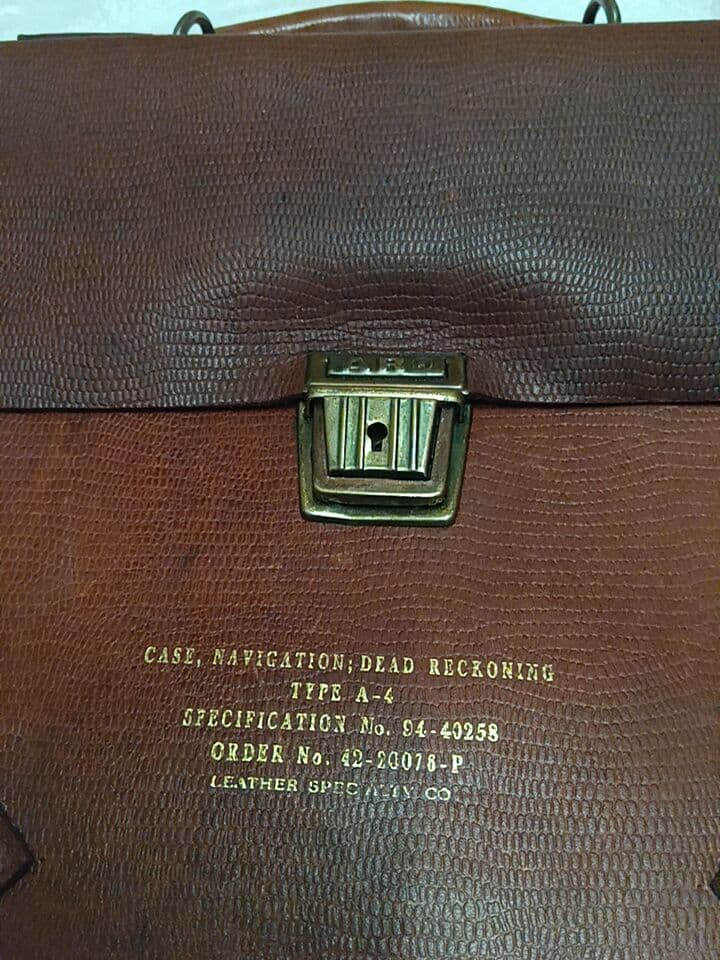 CASE, NAVIGATION; DEAD RECKONING
TYPE A-4
SPECIFICATION No. 94-40258
ORDER No. 42-20078-P
LEATHER SPECIALTY CO